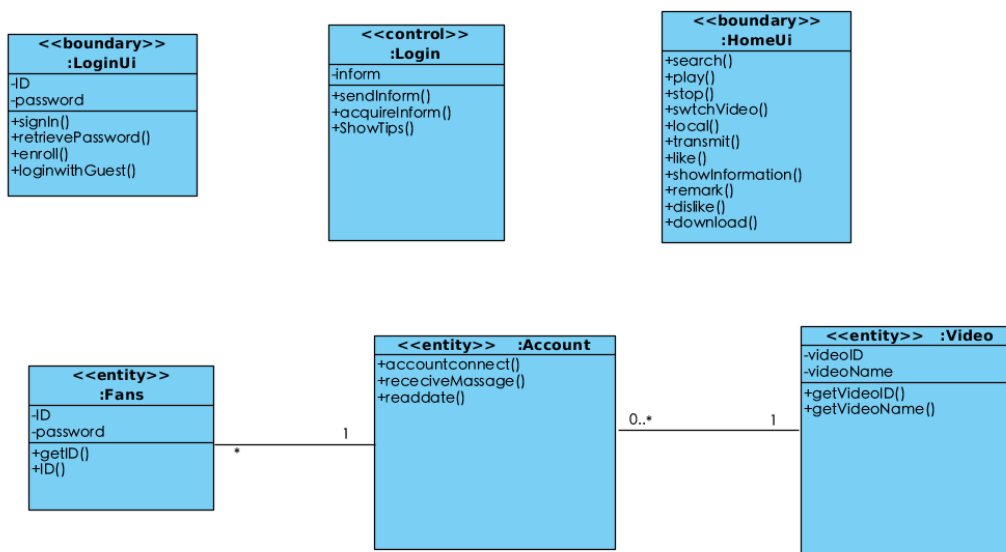 <<boundary>>
:LoginUi
-ID
-password
+signIn()
+retrievePassword()
+enroll()
+loginwithGuest()
<<control>>
:Login
-inform
+sendInform()
+acquireInform()
+ShowTips()
<<boundary>>
:HomeUi
+search()
+play()
+stop()
+swtchVideo()
+local()
+transmit()
+like()
+showInformation()
+remark()
+dislike()
+download()
<<entity>>
:Fans
-ID
-password
+getID()
+ID()
*
1
<<entity>> :Account
+accountconnect()
+receciveMassage()
+readdate()
0..*
1
<<entity>> :Video
-videoID
-videoName
+getVideoID()
+getVideoName()